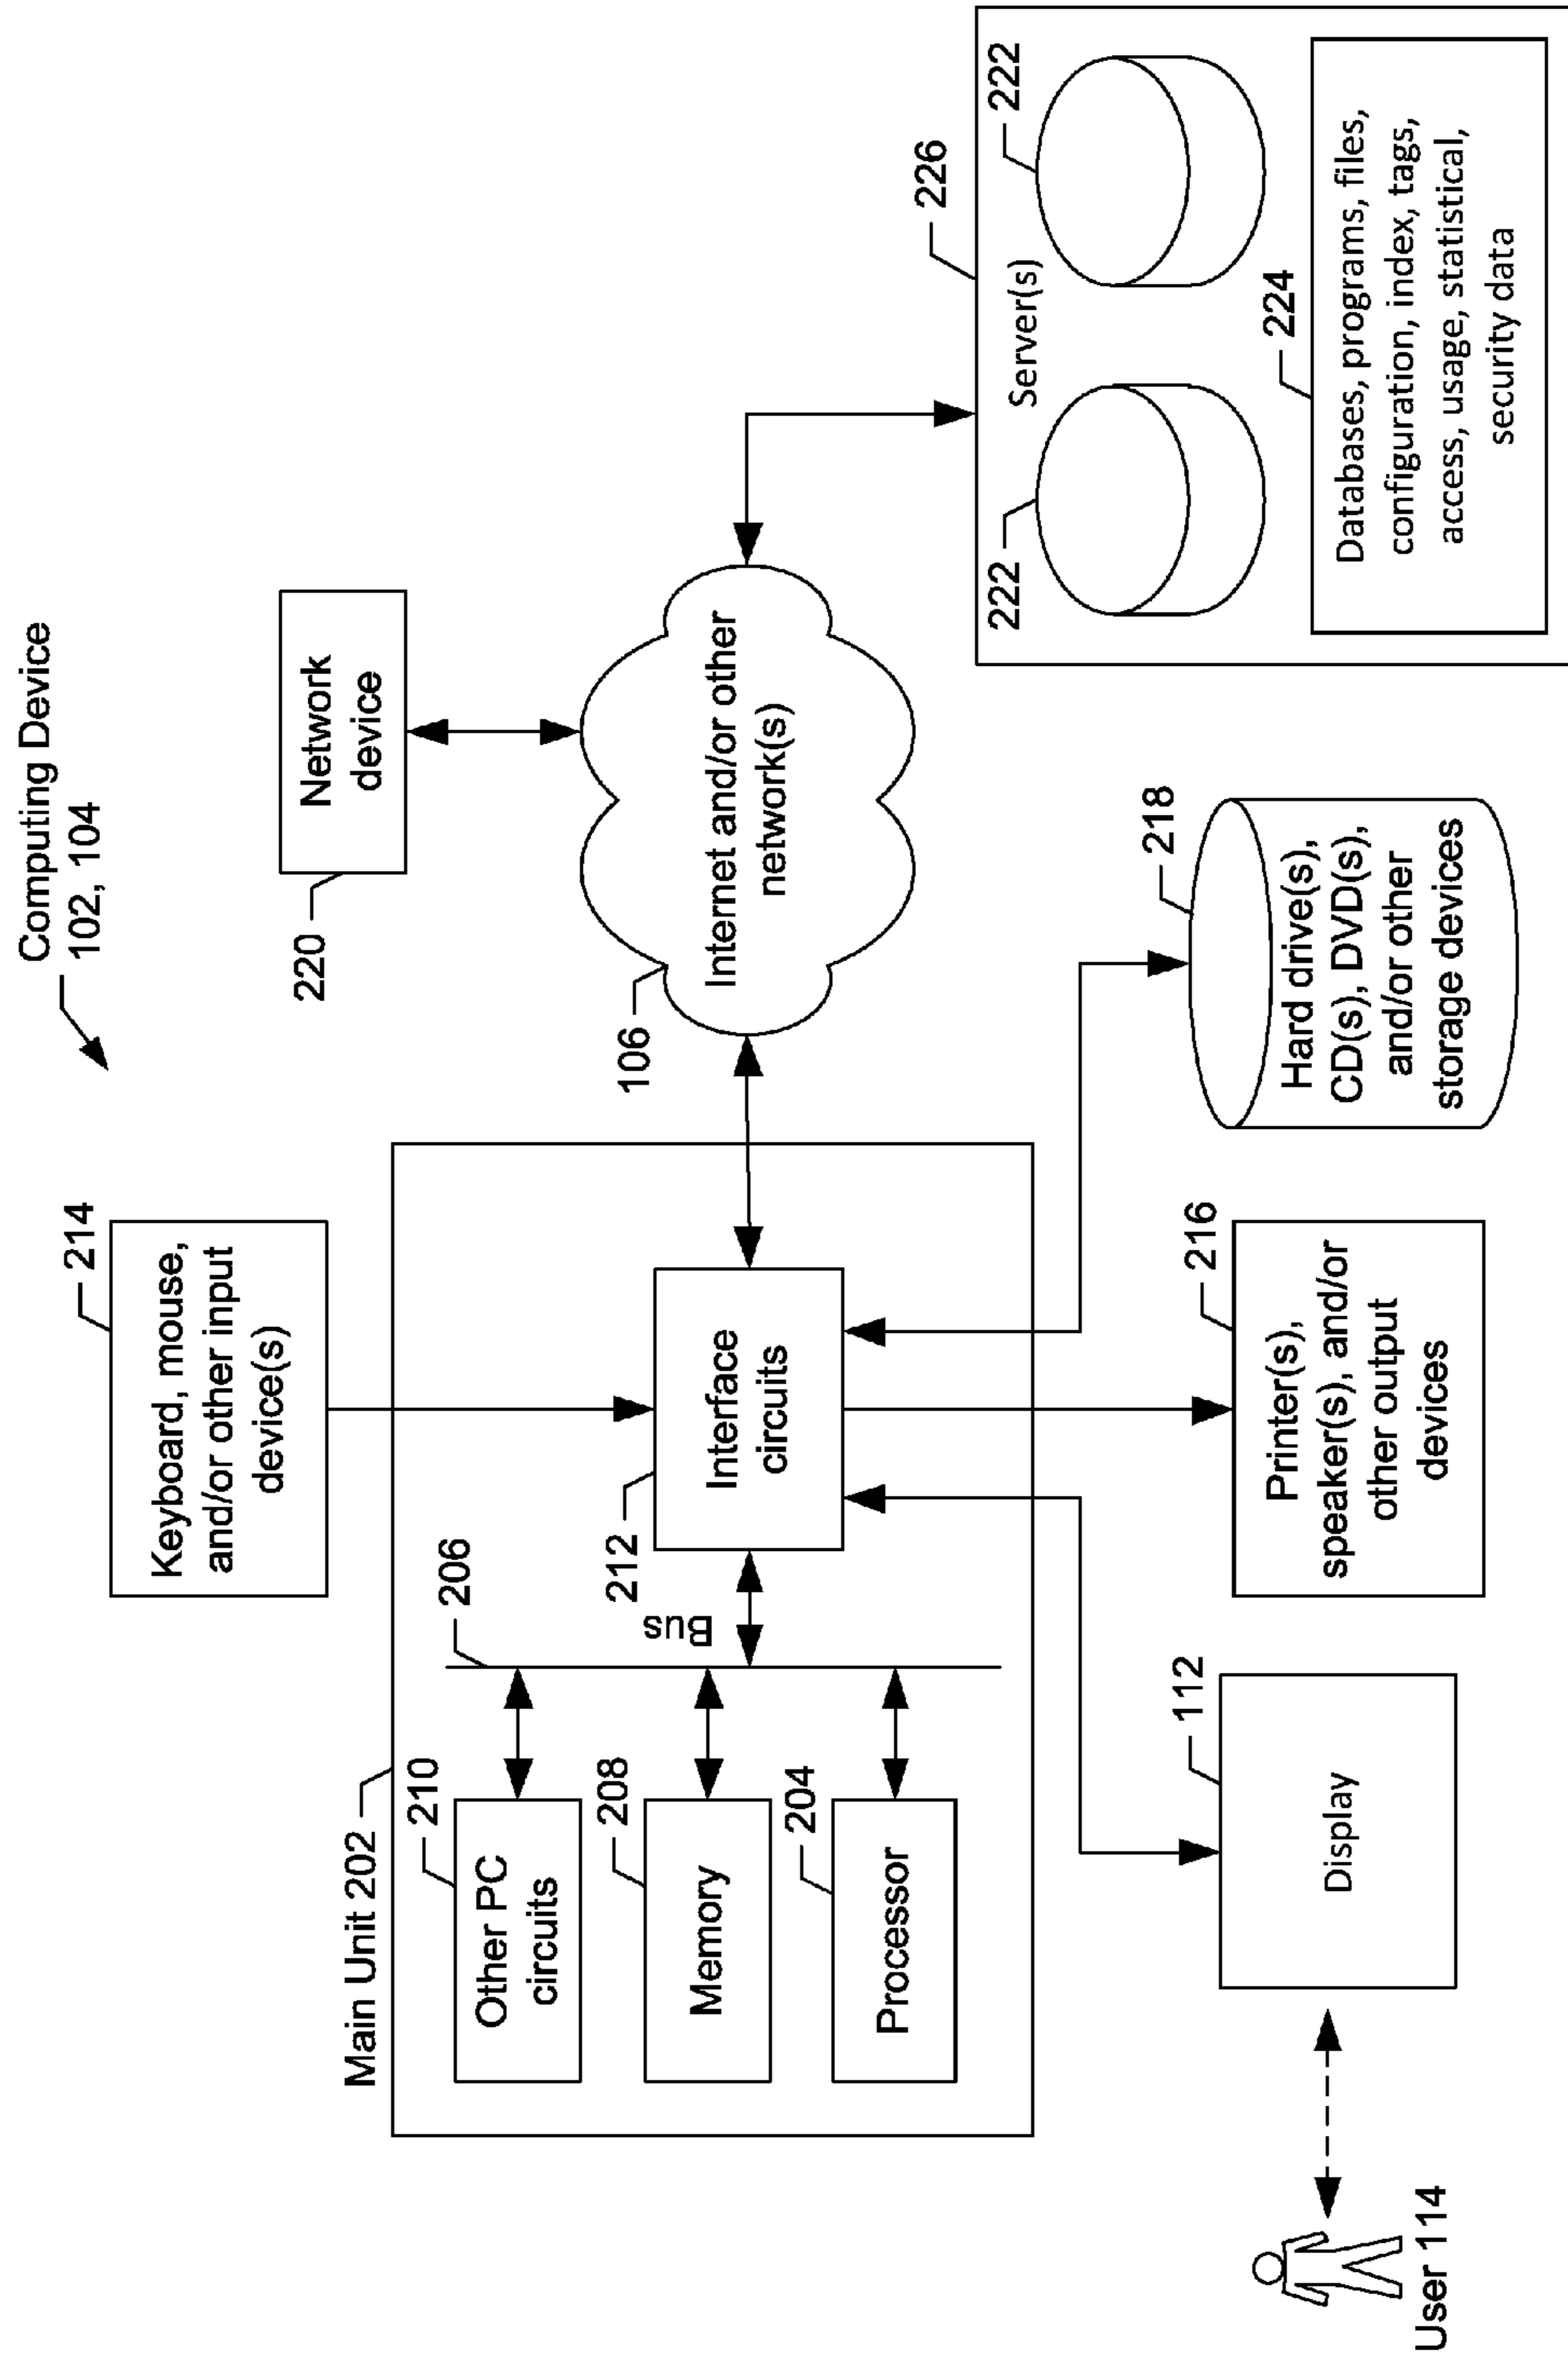 Computing Device
102, 104
214
Keyboard, mouse,
and/or other input
device(s)
Network
device
220
Main Unit 202
210
Other PC
circuits
208
Memory
204
Processor
206
Bus
212
Interface
circuits
106
Internet and/or other
network(s)
226
Server(s)
222
222
224
Databases, programs, files,
configuration, index, tags,
access, usage, statistical,
security data
User 114
112
Display
216
Printer(s),
speaker(s), and/or
other output
devices
218
Hard drive(s),
CD(s), DVD(s),
and/or other
storage devices